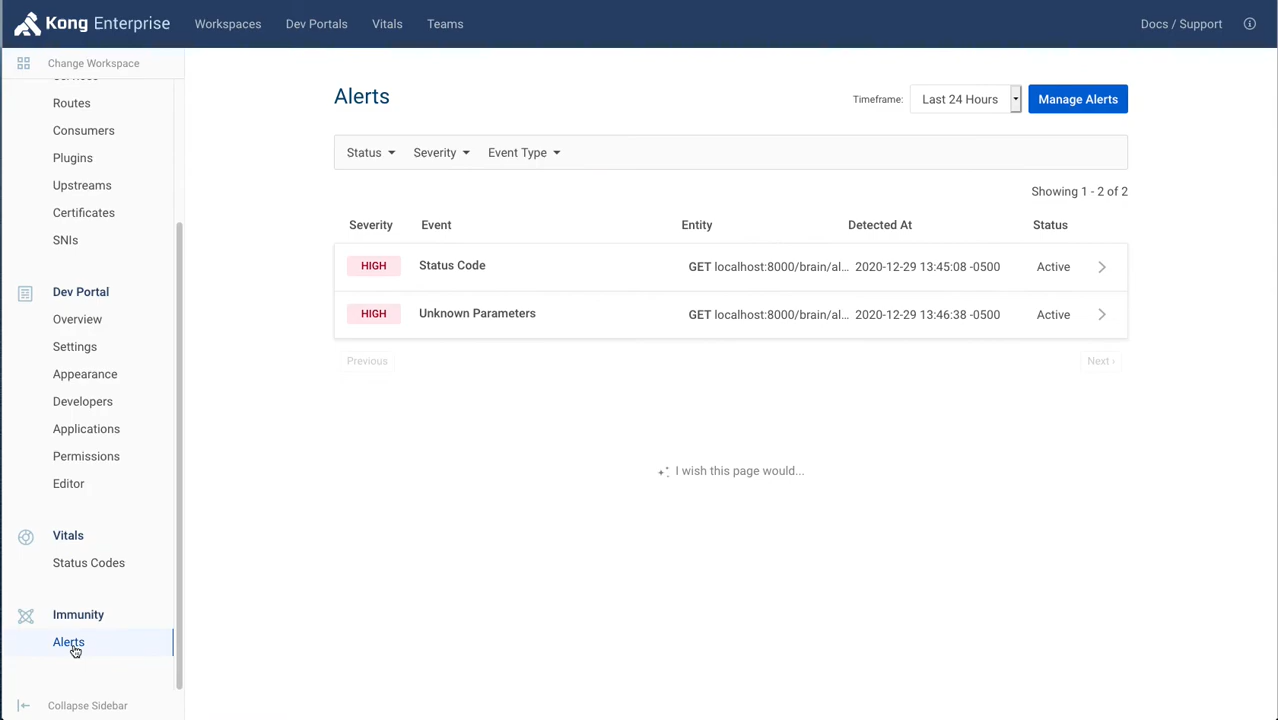 Kong Enterprise Workspaces Dev Portals Vitals Teams Docs / Support
Change Workspace
Services
Routes
Consumers
Plugins
Upstreams
Certificates
SNIs
Dev Portal
Overview
Settings
Appearance
Developers
Applications
Permissions
Editor
Vitals
Status Codes
Immunity
Alerts
Collapse Sidebar
Alerts
Timeframe: Last 24 Hours Manage Alerts
Status Severity Event Type
Showing 1 - 2 of 2
Severity Event Entity Detected At Status
HIGH Status Code GET localhost:8000/brain/al... 2020-12-29 13:45:08 -0500 Active
HIGH Unknown Parameters GET localhost:8000/brain/al... 2020-12-29 13:46:38 -0500 Active
Previous Next ›
I wish this page would...